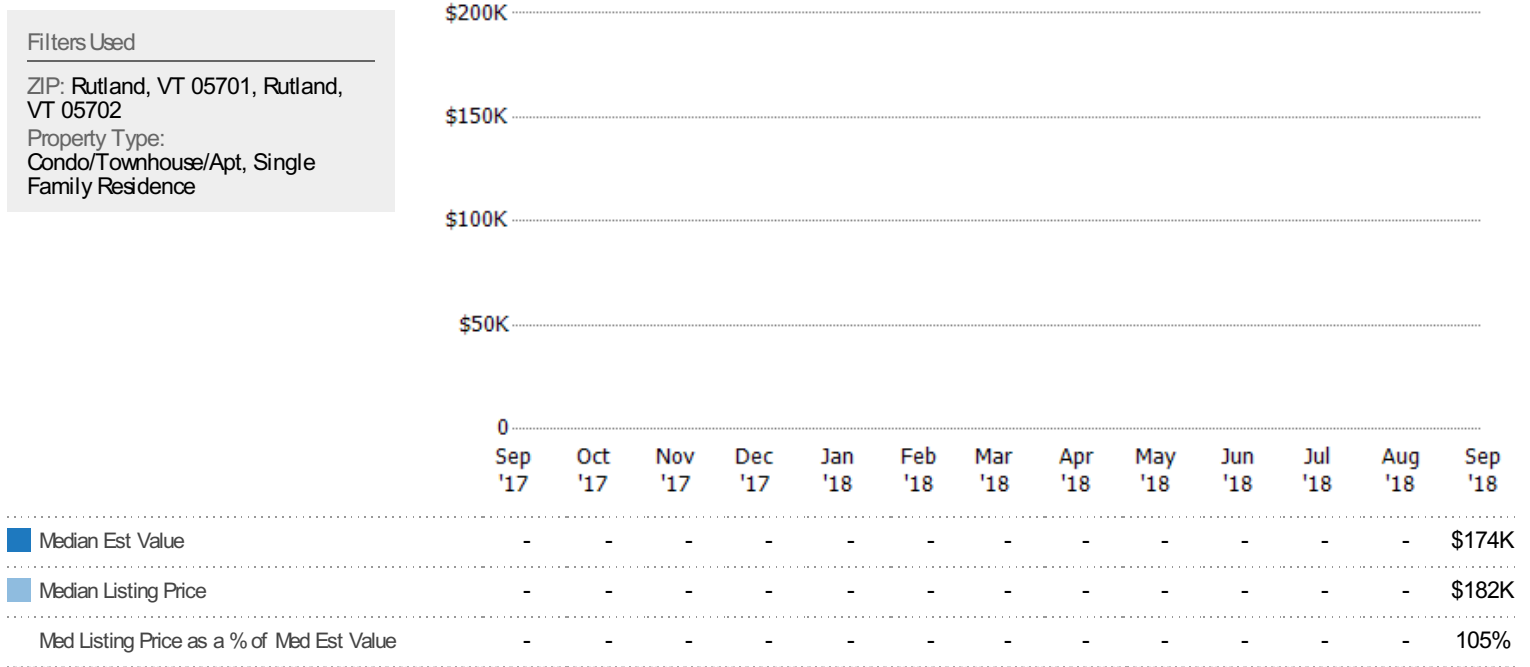 Filters Used
ZIP: Rutland, VT 05701, Rutland,
VT 05702
Property Type:
Condo/Townhouse/Apt, Single
Family Residence
$200K
$150K
$100K
$50K
0
Sep '17 Oct '17 Nov '17 Dec '17 Jan '18 Feb '18 Mar '18 Apr '18 May '18 Jun '18 Jul '18 Aug '18 Sep '18
Median Est Value - - - - - - - - - - - - $174K
Median Listing Price - - - - - - - - - - - - $182K
Med Listing Price as a % of Med Est Value - - - - - - - - - - - - 105%